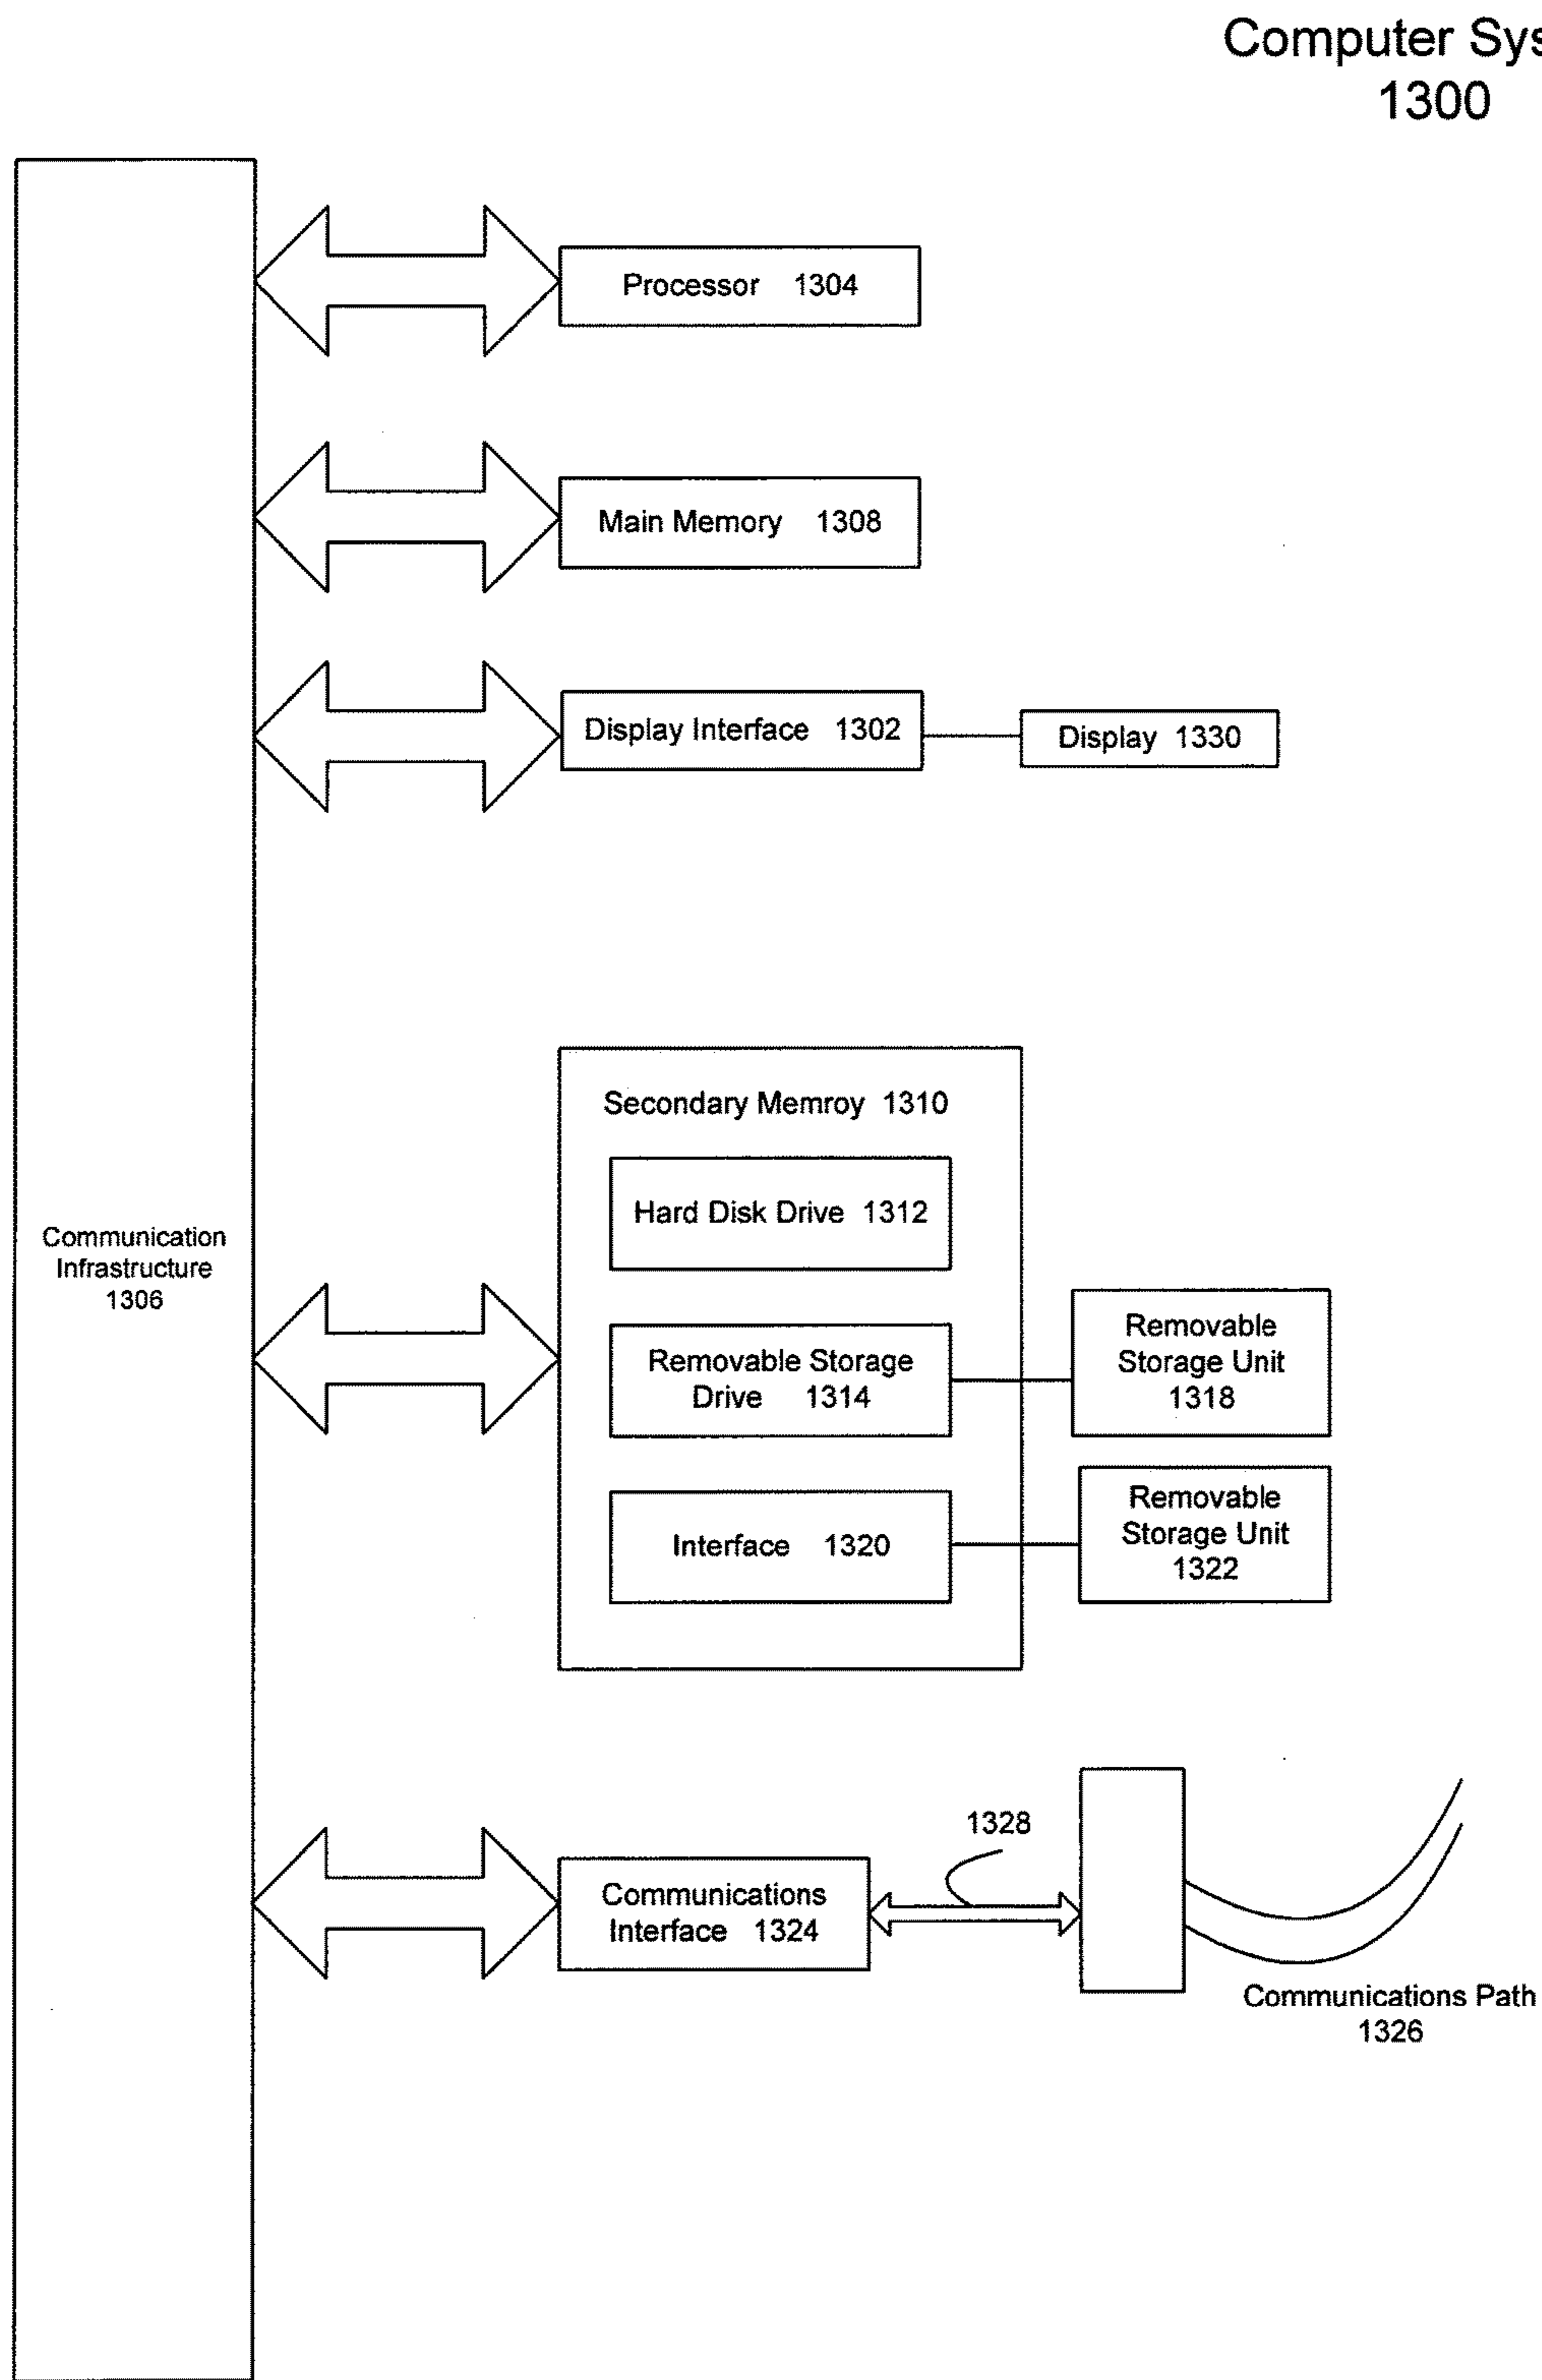 Computer Sys
1300
Processor 1304
Main Memory 1308
Display Interface 1302
Display 1330
Secondary Memroy 1310
Hard Disk Drive 1312
Communication
Infrastructure
1306
Removable Storage
Drive 1314
Removable
Storage Unit
1318
Interface 1320
Removable
Storage Unit
1322
1328
Communications
Interface 1324
Communications Path
1326